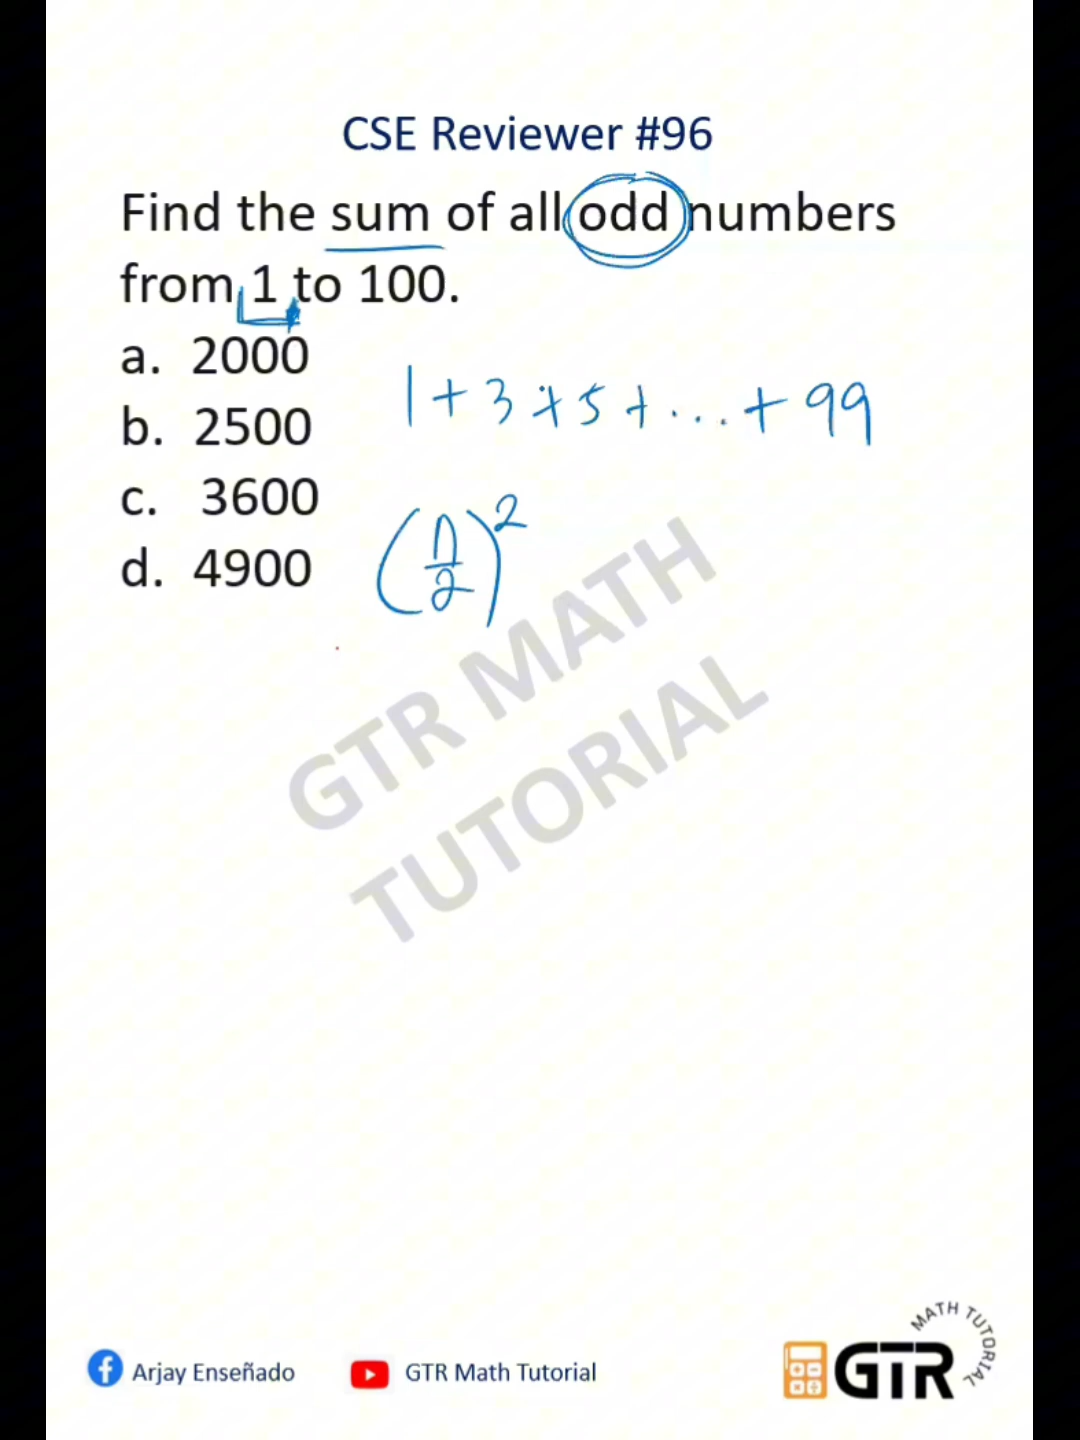 CSE Reviewer #96
Find the sum of all odd numbers
from 1 to 100.
a. 2000
b. 2500
c. 3600
d. 4900
1 + 3 + 5 + ... + 99
(n/2)²
GTR MATH
TUTORIAL
Arjay Enseñado
GTR Math Tutorial
MATH TUTORIAL
GTR